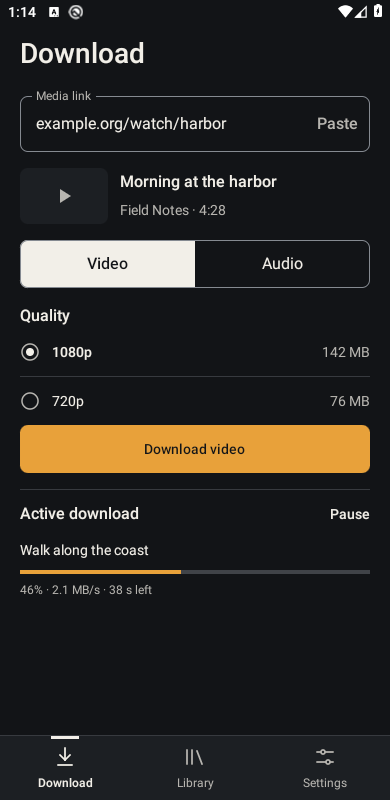 1:14
Download
Media link
example.org/watch/harbor
Paste
Morning at the harbor
Field Notes · 4:28
Video
Audio
Quality
1080p
142 MB
720p
76 MB
Download video
Active download
Pause
Walk along the coast
46% · 2.1 MB/s · 38 s left
Download
Library
Settings